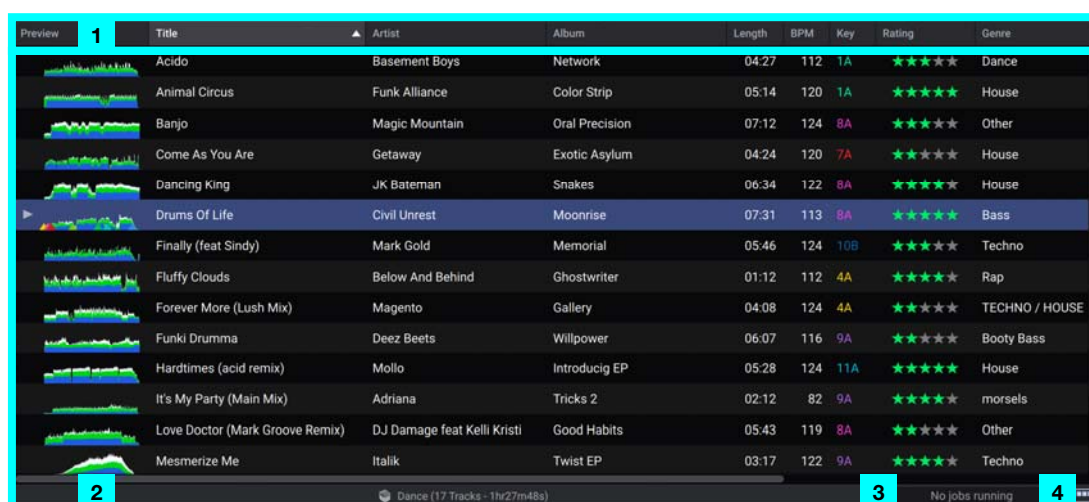 Preview 1 Title Artist Album Length BPM Key Rating Genre
Acido Basement Boys Network 04:27 112 1A Dance
Animal Circus Funk Alliance Color Strip 05:14 120 1A House
Banjo Magic Mountain Oral Precision 07:12 124 8A Other
Come As You Are Getaway Exotic Asylum 04:24 120 7A House
Dancing King JK Bateman Snakes 06:34 122 8A House
Drums Of Life Civil Unrest Moonrise 07:31 113 8A Bass
Finally (feat Sindy) Mark Gold Memorial 05:46 124 10B Techno
Fluffy Clouds Below And Behind Ghostwriter 01:12 112 4A Rap
Forever More (Lush Mix) Magento Gallery 04:08 124 4A TECHNO / HOUSE
Funki Drumma Deez Beets Willpower 06:07 116 9A Booty Bass
Hardtimes (acid remix) Mollo Introducig EP 05:28 124 11A House
It's My Party (Main Mix) Adriana Tricks 2 02:12 82 9A morsels
Love Doctor (Mark Groove Remix) DJ Damage feat Kelli Kristi Good Habits 05:43 119 8A Other
Mesmerize Me Italik Twist EP 03:17 122 9A Techno
2 Dance (17 Tracks - 1hr27m48s) 3 No jobs running 4